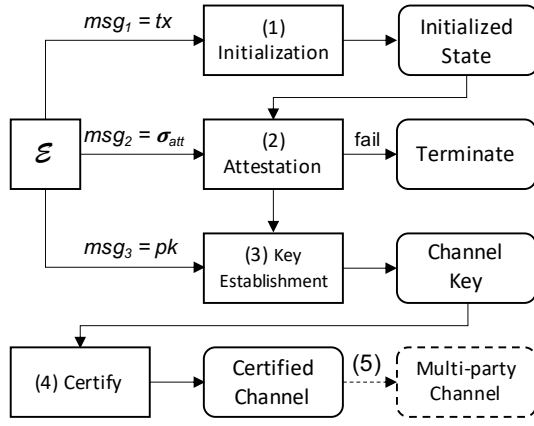 msg₁ = tx
(1)
Initialization
Initialized
State
ℰ
msg₂ = σ_att
(2)
Attestation
fail
Terminate
msg₃ = pk
(3) Key
Establishment
Channel
Key
(4) Certify
Certified
Channel
(5)
Multi-party
Channel